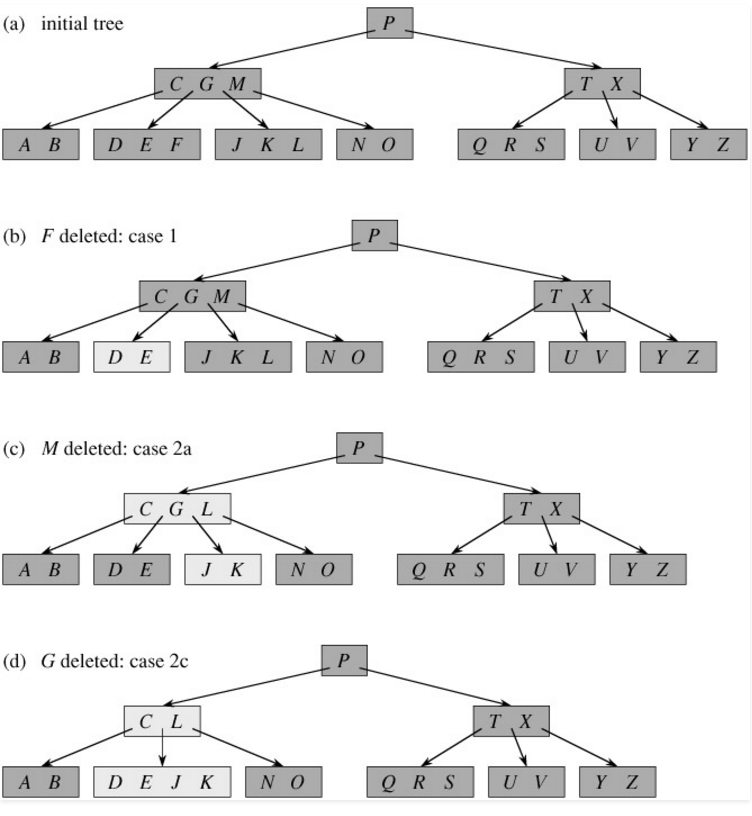 (a) initial tree
P
C G M
T X
A B
D E F
J K L
N O
Q R S
U V
Y Z
(b) F deleted: case 1
P
C G M
T X
A B
D E
J K L
N O
Q R S
U V
Y Z
(c) M deleted: case 2a
P
C G L
T X
A B
D E
J K
N O
Q R S
U V
Y Z
(d) G deleted: case 2c
P
C L
T X
A B
D E J K
N O
Q R S
U V
Y Z